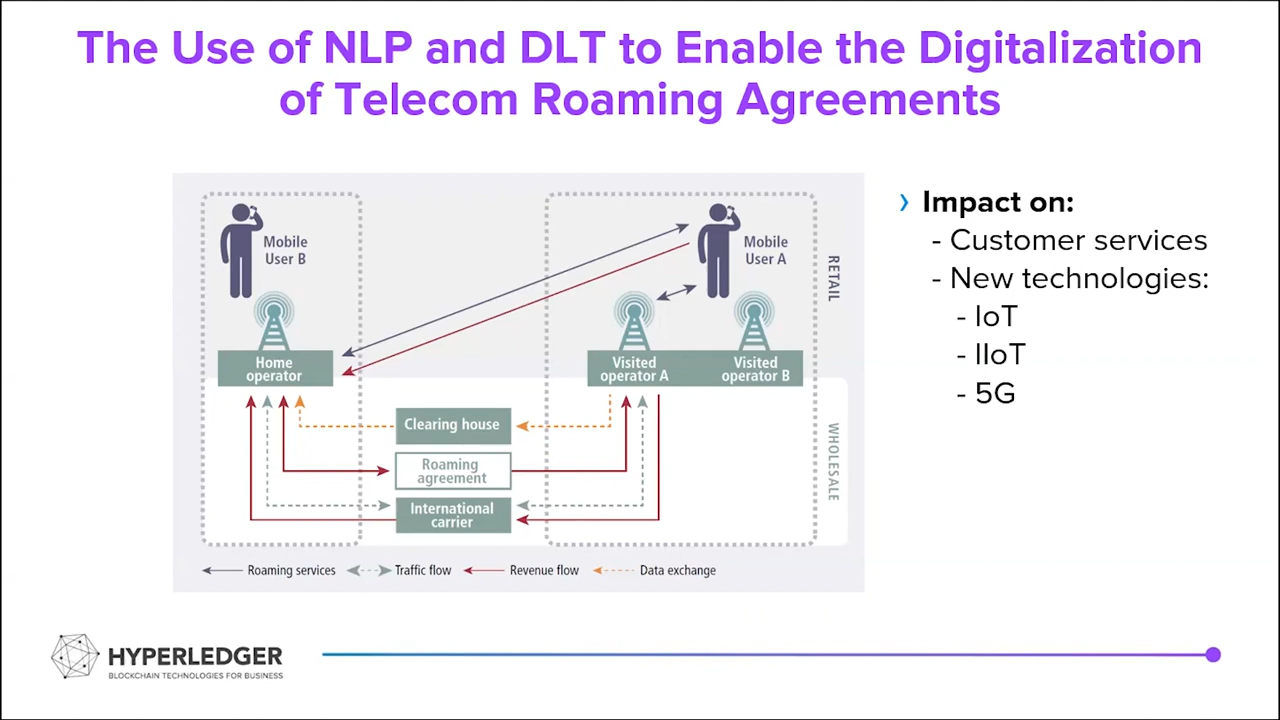 The Use of NLP and DLT to Enable the Digitalization
of Telecom Roaming Agreements
Mobile
User B
Mobile
User A
RETAIL
Home
operator
Visited
operator A
Visited
operator B
Clearing house
Roaming
agreement
International
carrier
WHOLESALE
Roaming services
Traffic flow
Revenue flow
Data exchange
› Impact on:
- Customer services
- New technologies:
- IoT
- IIoT
- 5G
HYPERLEDGER
BLOCKCHAIN TECHNOLOGIES FOR BUSINESS